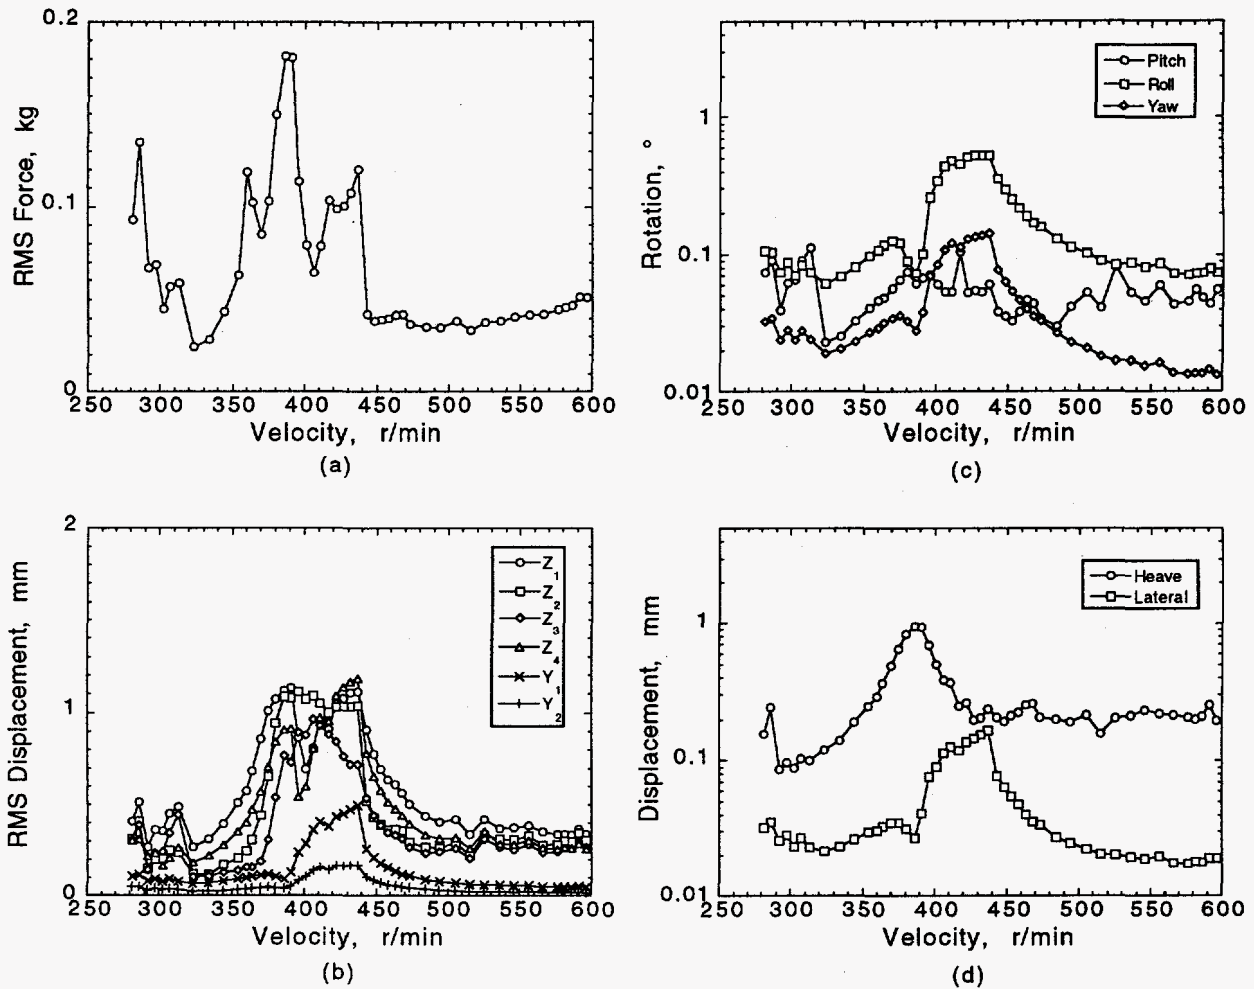 0.2
0.1
0
RMS Force, kg
250 300 350 400 450 500 550 600
Velocity, r/min
(a)
Pitch
Roll
Yaw
1
0.1
0.01
Rotation, °
250 300 350 400 450 500 550 600
Velocity, r/min
(c)
2
1
0
RMS Displacement, mm
Z1
Z2
Z3
Z4
Y1
Y2
250 300 350 400 450 500 550 600
Velocity, r/min
(b)
Heave
Lateral
1
0.1
0.01
Displacement, mm
250 300 350 400 450 500 550 600
Velocity, r/min
(d)